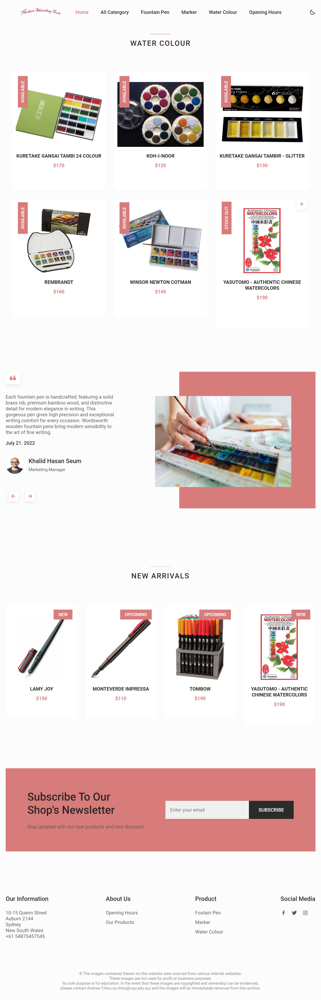 Modern Sketching Tools
Home
All Catergory
Fountain Pen
Marker
Water Colour
Opening Hours
WATER COLOUR
AVAILABLE
KURETAKE GANSAI TAMBI 24 COLOUR
$170
AVAILABLE
KOH-I-NOOR
$120
AVAILABLE
AI TAMBI
ry Colors
6 colors
KURETAKE GANSAI TAMBIR - GLITTER
$130
AVAILABLE
REMBRANDT
REMBRANDT
$160
AVAILABLE
Cotman
WINSOR NEWTON COTMAN
$140
STOCK OUT
Authentic Chinese
WATERCOLORS
中國水彩畫
Yasutomo
YASUTOMO - AUTHENTIC CHINESE
WATERCOLORS
$190
Each fountain pen is handcrafted, featuring a solid
brass nib, premium bamboo wood, and distinctive
detail for modern elegance in writing. This
gorgeous pen gives high precision and exceptional
writing comfort for every occasion. Wordsworth
wooden fountain pens bring modern sensibility to
the art of fine writing.
July 21. 2022
Khalid Hasan Seum
Marketing Manager
NEW ARRIVALS
NEW
LAMY JOY
$150
UPCOMING
MONTEVERDE IMPRESSA
$110
UPCOMING
TOMBOW
$190
NEW
Authentic Chines
WATERCOLORS
中國水彩畫
Yasutomo
YASUTOMO - AUTHENTIC
CHINESE WATERCOLORS
$190
Subscribe To Our
Shop's Newsletter
Stay updated with our new products and new discount.
Enter your email
SUBSCRIBE
Our Information
10-15 Quenn Street
Auburn 2144
Sydney
New South Wales
+61 54875457545
About Us
Opening Hours
Our Products
Product
Foutain Pen
Marker
Water Colour
Social Media
© The images contained therein on this website were sourced from various internet websites.
These images are not used for profit or business purposes.
Its sole purpose is for education. In the event that these images are copyighted and ownership can be evidenced,
please contact Andrew Chiou (a.chiou@cqu.edu.au) and the images will be immediately removed from this archive.